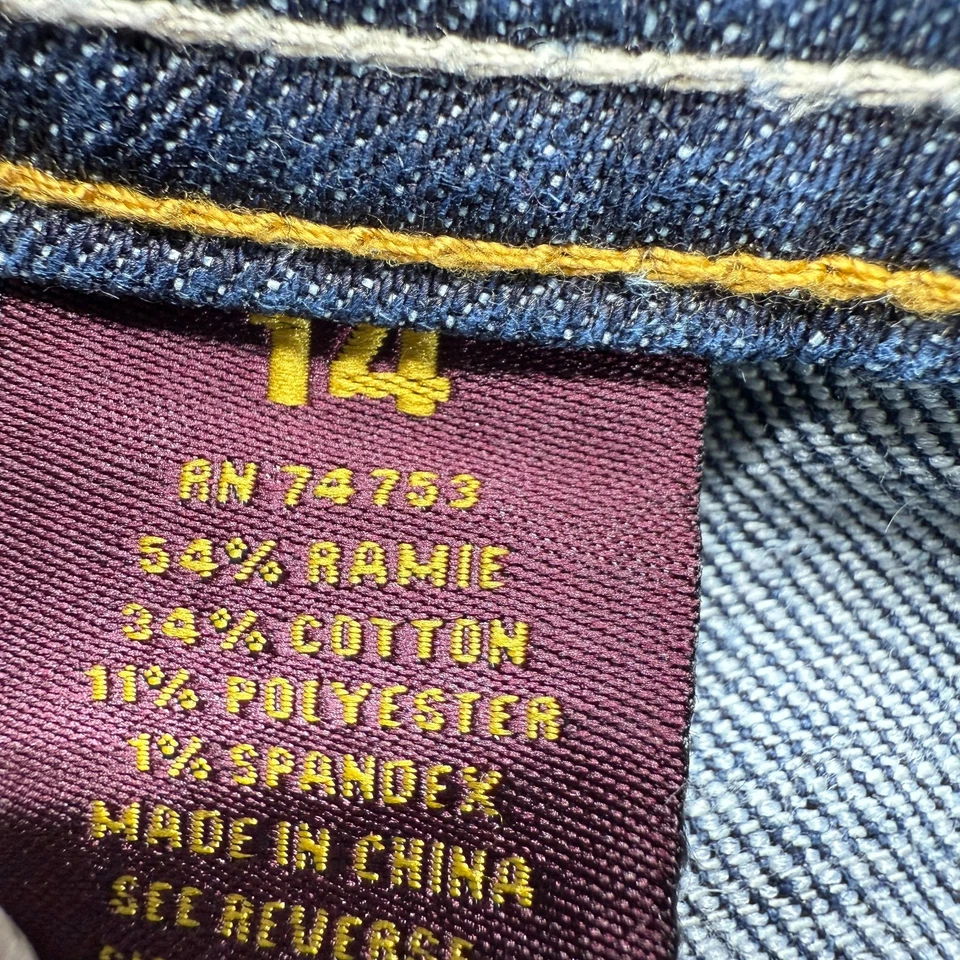 14
RN 74753
54% RAMIE
34% COTTON
11% POLYESTER
1% SPANDEX
MADE IN CHINA
SEE REVERSE